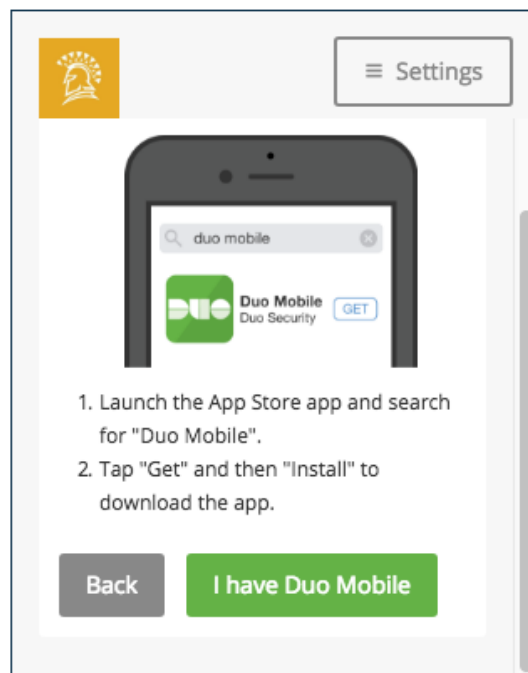 ≡ Settings
duo mobile
DUO
Duo Mobile
Duo Security
GET
1. Launch the App Store app and search
for "Duo Mobile".
2. Tap "Get" and then "Install" to
download the app.
Back
I have Duo Mobile